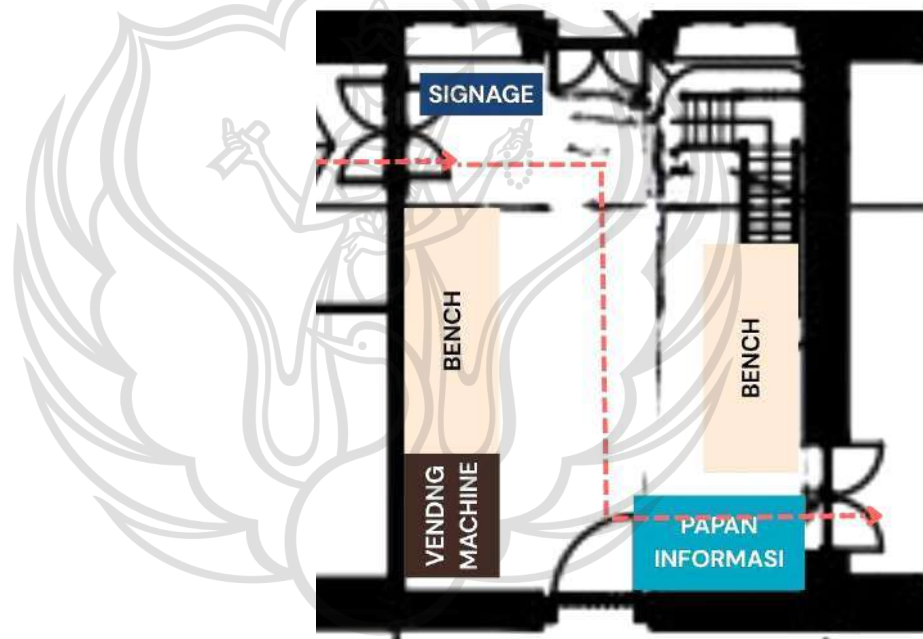 SIGNAGE
BENCH
BENCH
VENDNG
MACHINE
PAPAN
INFORMASI